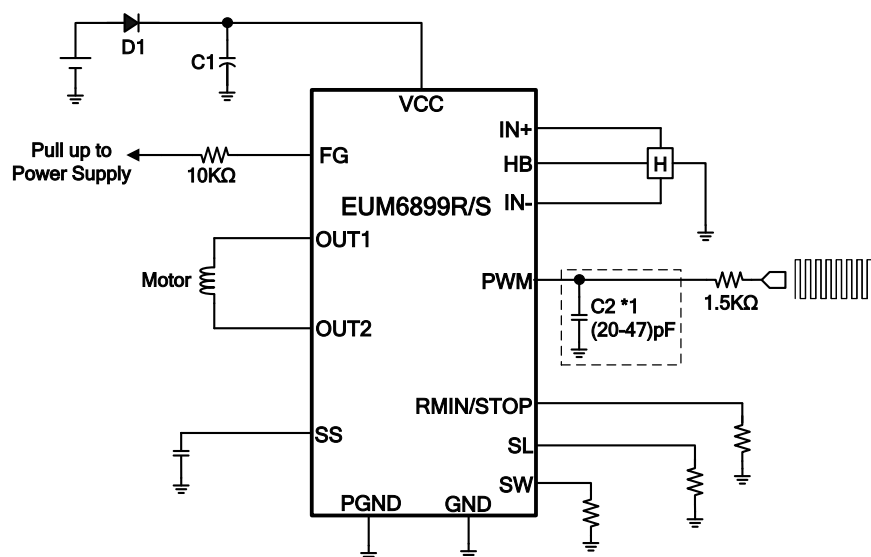 D1
C1
VCC
Pull up to
Power Supply
10KΩ
FG
IN+
HB
H
IN-
EUM6899R/S
OUT1
Motor
OUT2
PWM
C2 *1
(20-47)pF
1.5KΩ
RMIN/STOP
SS
SL
SW
PGND
GND